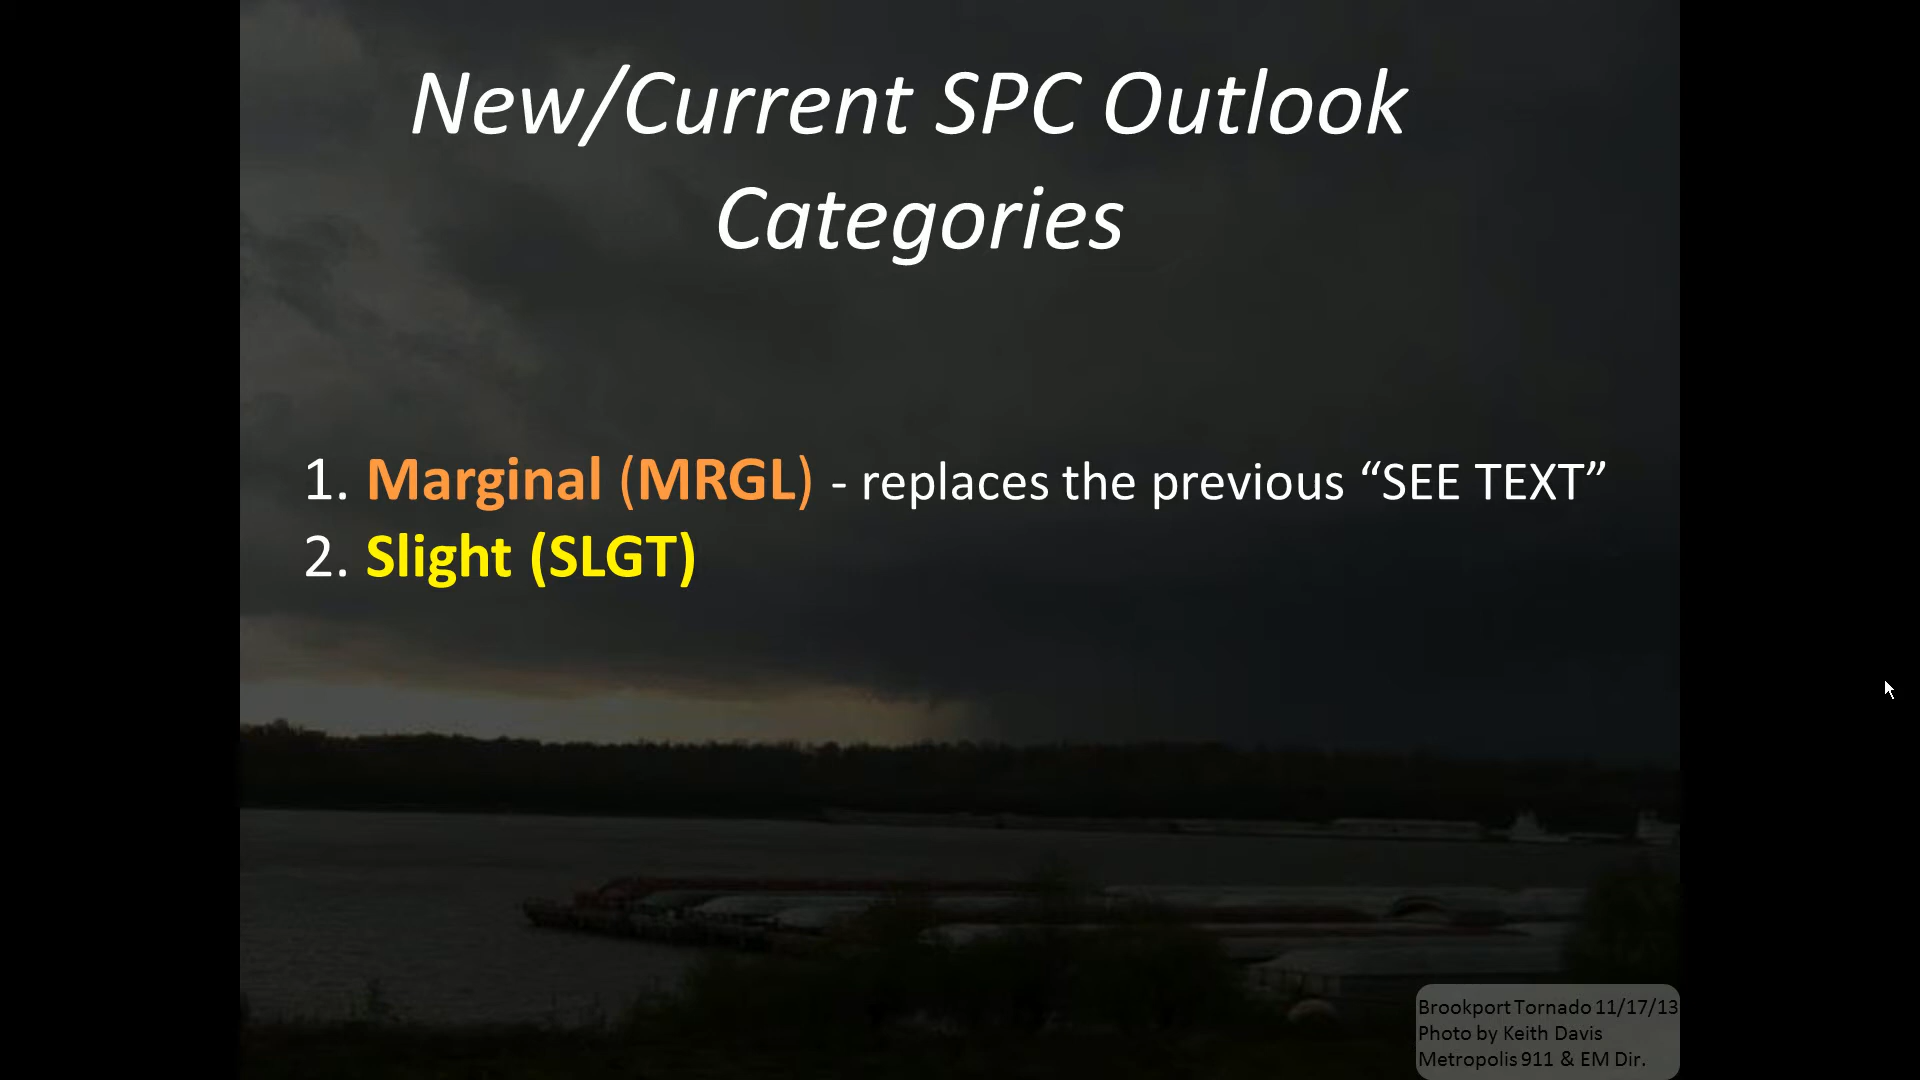 New/Current SPC Outlook
Categories
1. Marginal (MRGL) - replaces the previous “SEE TEXT”
2. Slight (SLGT)
Brookport Tornado 11/17/13
Photo by Keith Davis
Metropolis 911 & EM Dir.